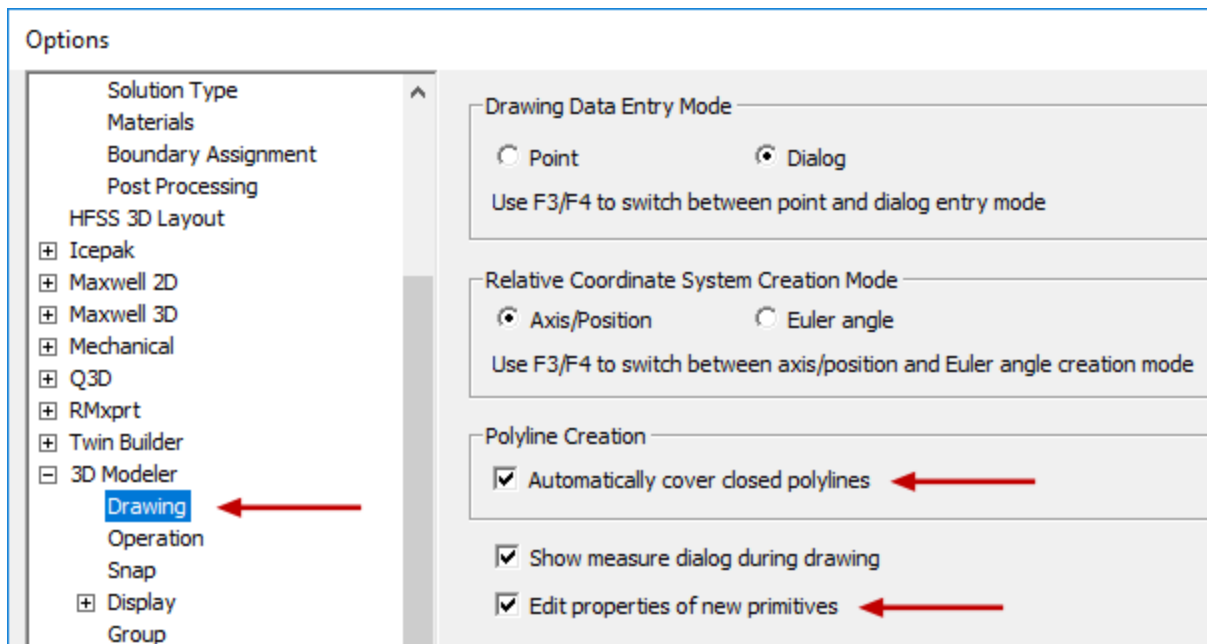 Options
Solution Type
Materials
Boundary Assignment
Post Processing
HFSS 3D Layout
Icepak
Maxwell 2D
Maxwell 3D
Mechanical
Q3D
RMxprt
Twin Builder
3D Modeler
Drawing
Operation
Snap
Display
Group
Drawing Data Entry Mode
Point Dialog
Use F3/F4 to switch between point and dialog entry mode
Relative Coordinate System Creation Mode
Axis/Position Euler angle
Use F3/F4 to switch between axis/position and Euler angle creation mode
Polyline Creation
Automatically cover closed polylines
Show measure dialog during drawing
Edit properties of new primitives